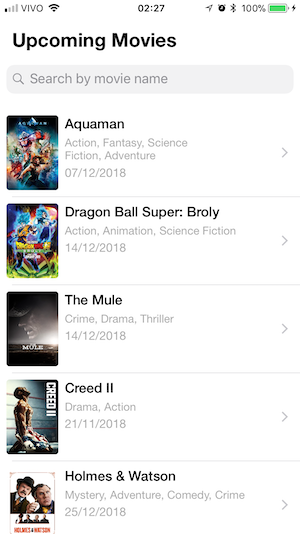 VIVO 02:27 100%
Upcoming Movies
Search by movie name
AQUAMAN
Aquaman
Action, Fantasy, Science
Fiction, Adventure
07/12/2018
Dragon Ball Super: Broly
Action, Animation, Science Fiction
14/12/2018
MULE
The Mule
Crime, Drama, Thriller
14/12/2018
CREED II
Creed II
Drama, Action
21/11/2018
HOLMES & WATSON
Holmes & Watson
Mystery, Adventure, Comedy, Crime
25/12/2018